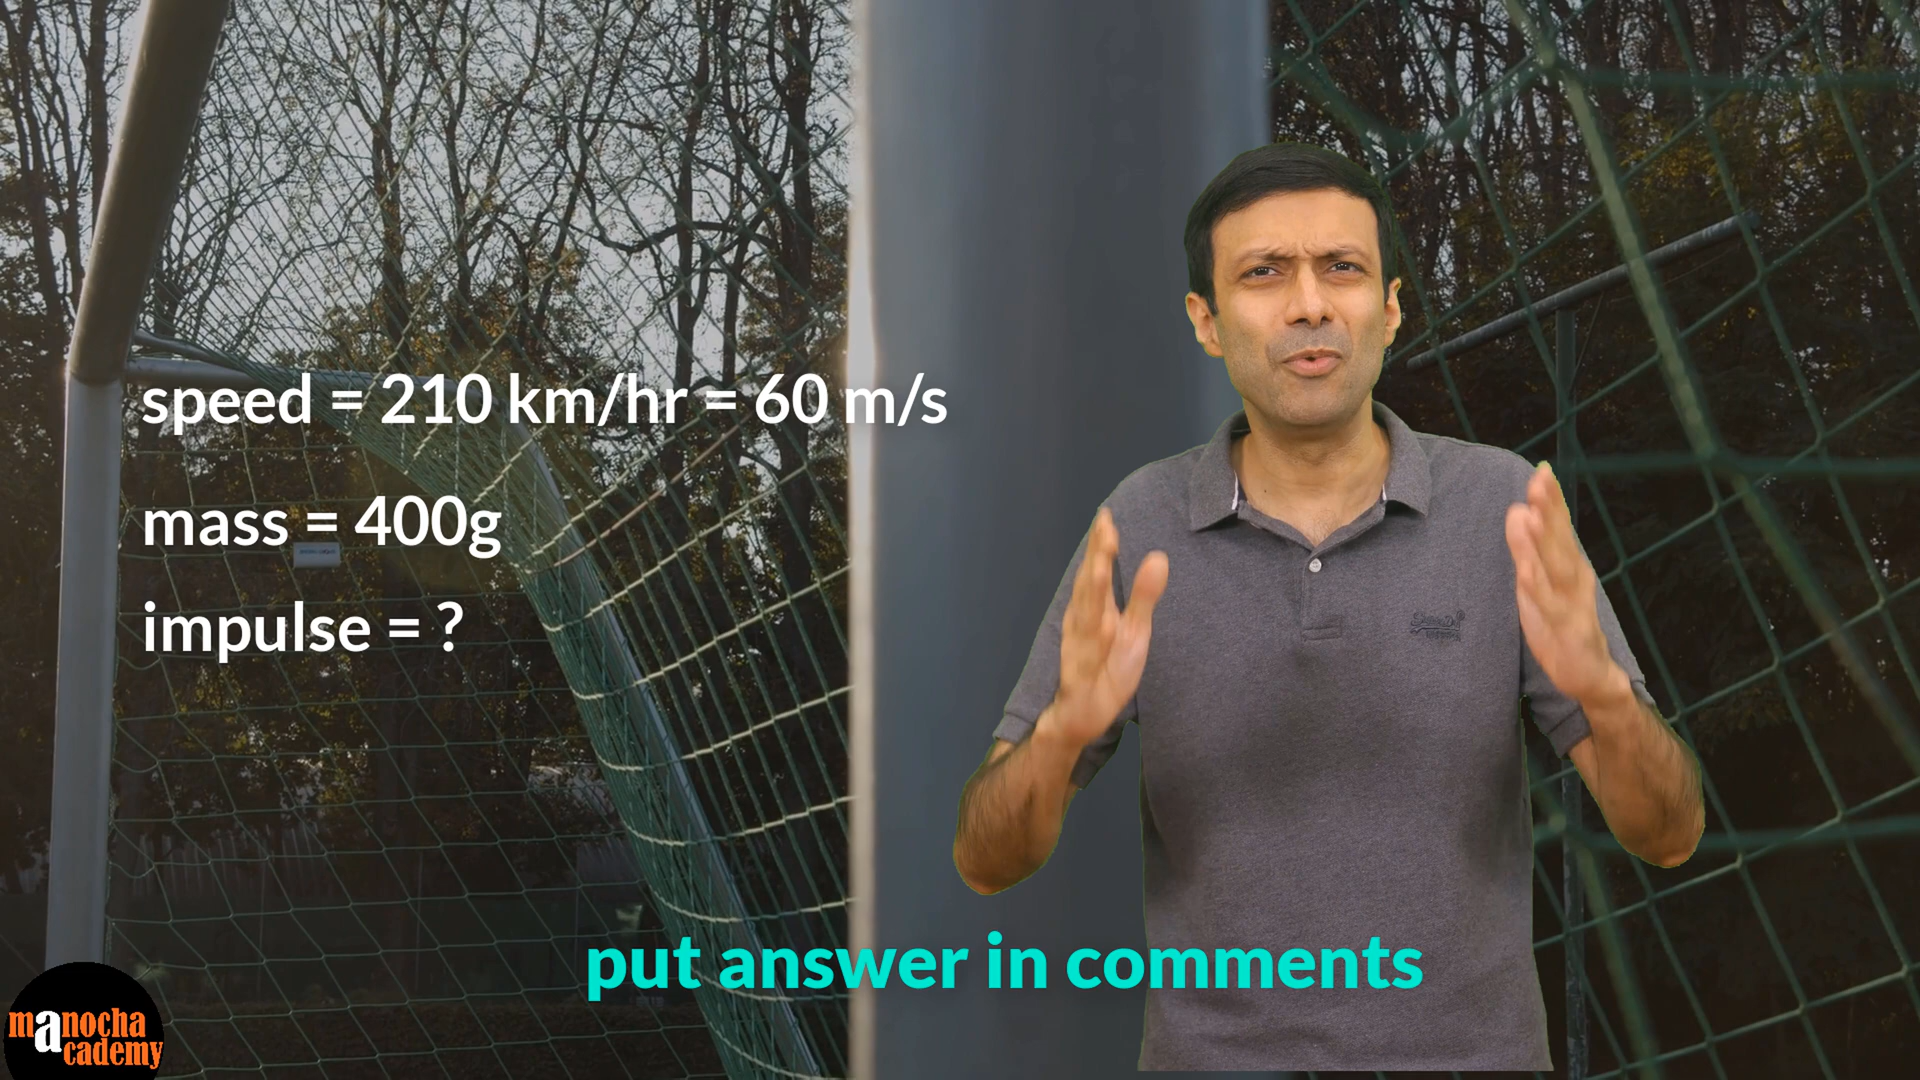 speed = 210 km/hr = 60 m/s
mass = 400g
impulse = ?
put answer in comments
manocha
academy